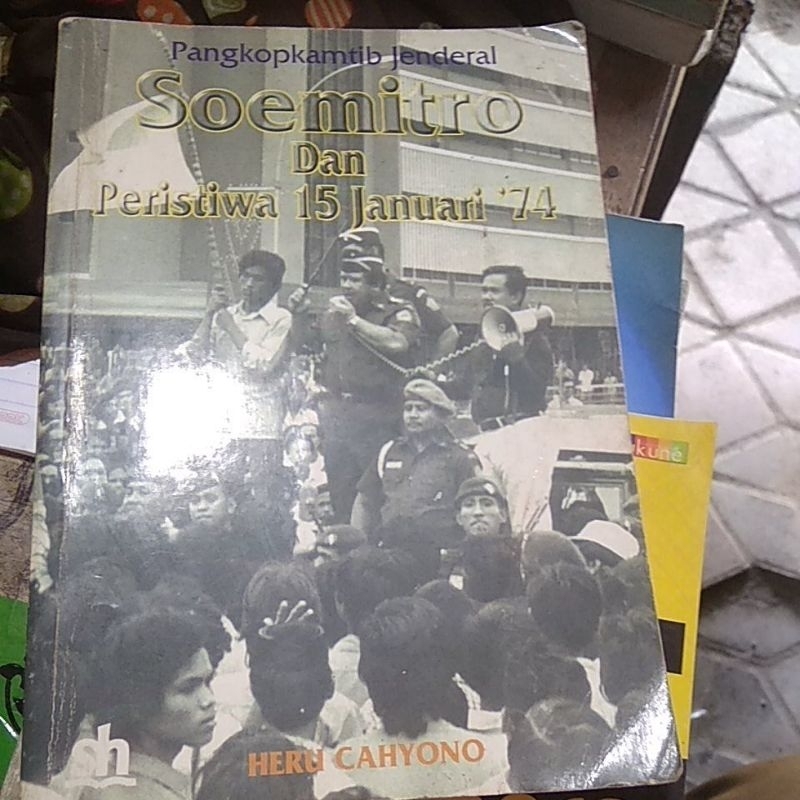 Pangkopkamtib Jenderal
Soemitro
Dan
Peristiwa 15 Januari '74
HERU CAHYONO